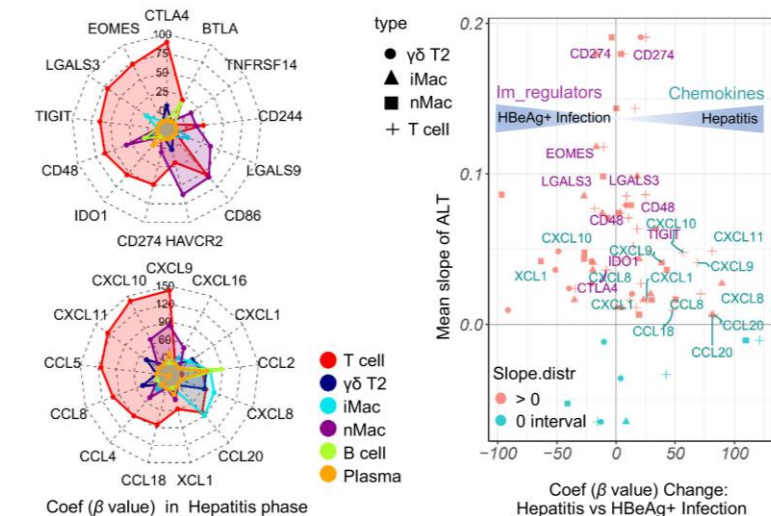 CTLA4
EOMES
BTLA
LGALS3
TNFRSF14
TIGIT
CD244
CD48
LGALS9
IDO1
CD86
CD274 HAVCR2
100
75
50
25
0
CXCL9
CXCL10
CXCL16
CXCL11
CXCL1
CCL5
CCL2
CCL8
CXCL8
CCL4
CCL20
CCL18
XCL1
150
120
90
60
T cell
γδ T2
iMac
nMac
B cell
Plasma
Coef (β value) in Hepatitis phase
type
γδ T2
iMac
nMac
T cell
Mean slope of ALT
0.2
0.1
0.0
CD274
CD274
Im_regulators
Chemokines
HBeAg+ Infection
Hepatitis
EOMES
LGALS3
LGALS3
CD48
CD48
CXCL10
TIGIT
CXCL11
CXCL10
CXCL9
IDO1
CXCL9
XCL1
CXCL8
CXCL1
CTLA4
CXCL8
CXCL1
CCL8
CCL18
CCL20
CCL20
Slope.distr
> 0
0 interval
-100
-50
0
50
100
Coef (β value) Change:
Hepatitis vs HBeAg+ Infection